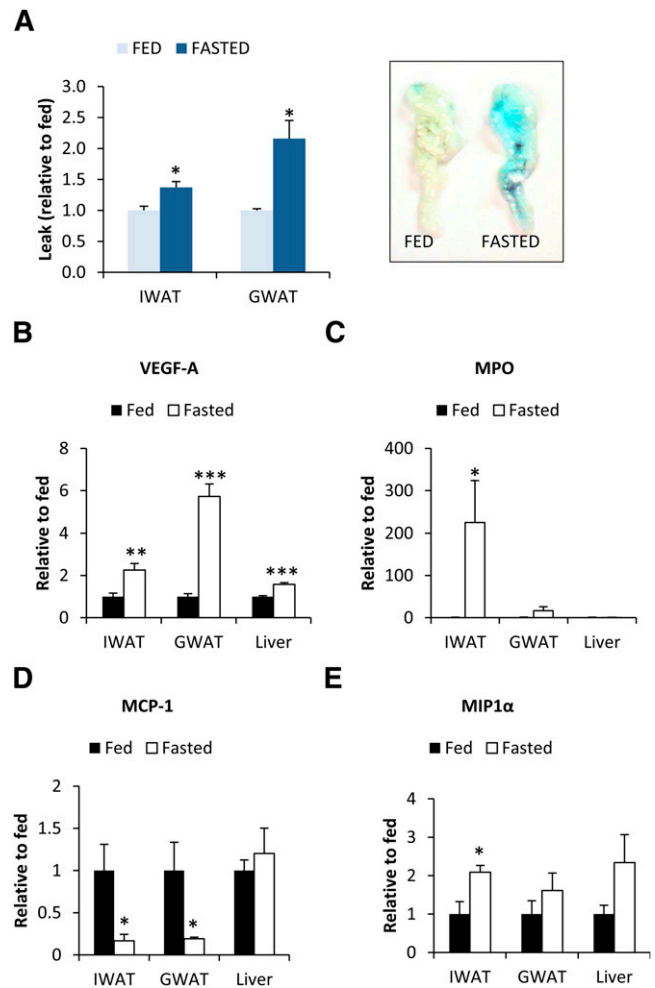 A
FED FASTED
Leak (relative to fed)
3.0
2.5
2.0
1.5
1.0
0.5
0.0
*
*
IWAT GWAT
FED FASTED
B
VEGF-A
Fed Fasted
Relative to fed
8
6
4
2
0
**
***
***
IWAT GWAT Liver
C
MPO
Fed Fasted
Relative to fed
400
300
200
100
0
*
IWAT GWAT Liver
D
MCP-1
Fed Fasted
Relative to fed
2
1.5
1
0.5
0
*
*
IWAT GWAT Liver
E
MIP1α
Fed Fasted
Relative to fed
4
3
2
1
0
*
IWAT GWAT Liver